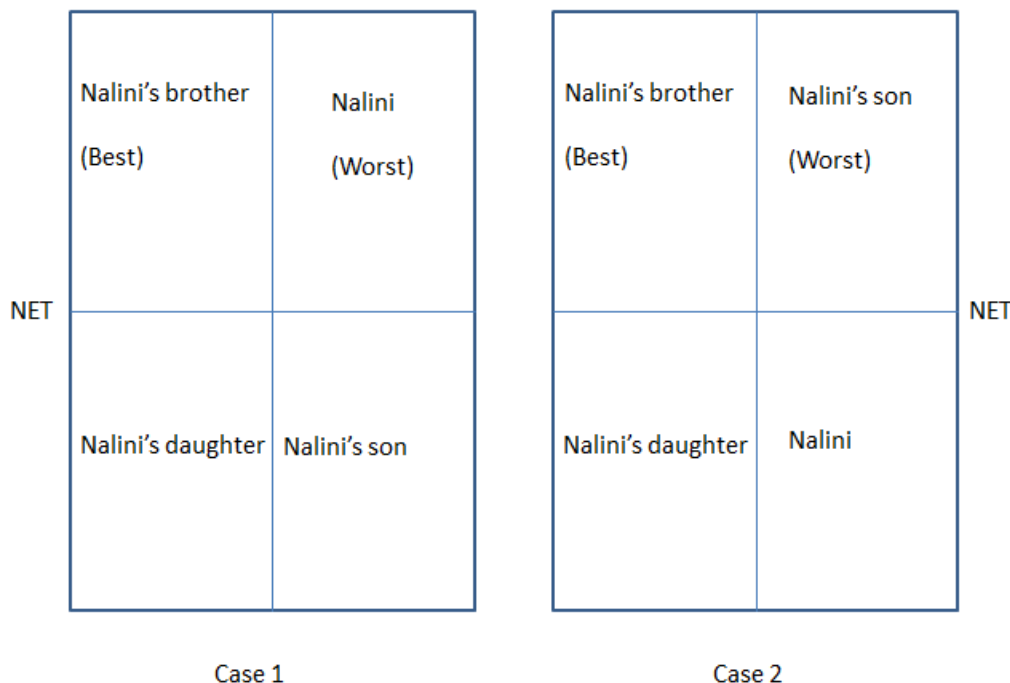 Nalini's brother
(Best)
Nalini
(Worst)
NET
Nalini's daughter
Nalini's son
Case 1
Nalini's brother
(Best)
Nalini's son
(Worst)
NET
Nalini's daughter
Nalini
Case 2